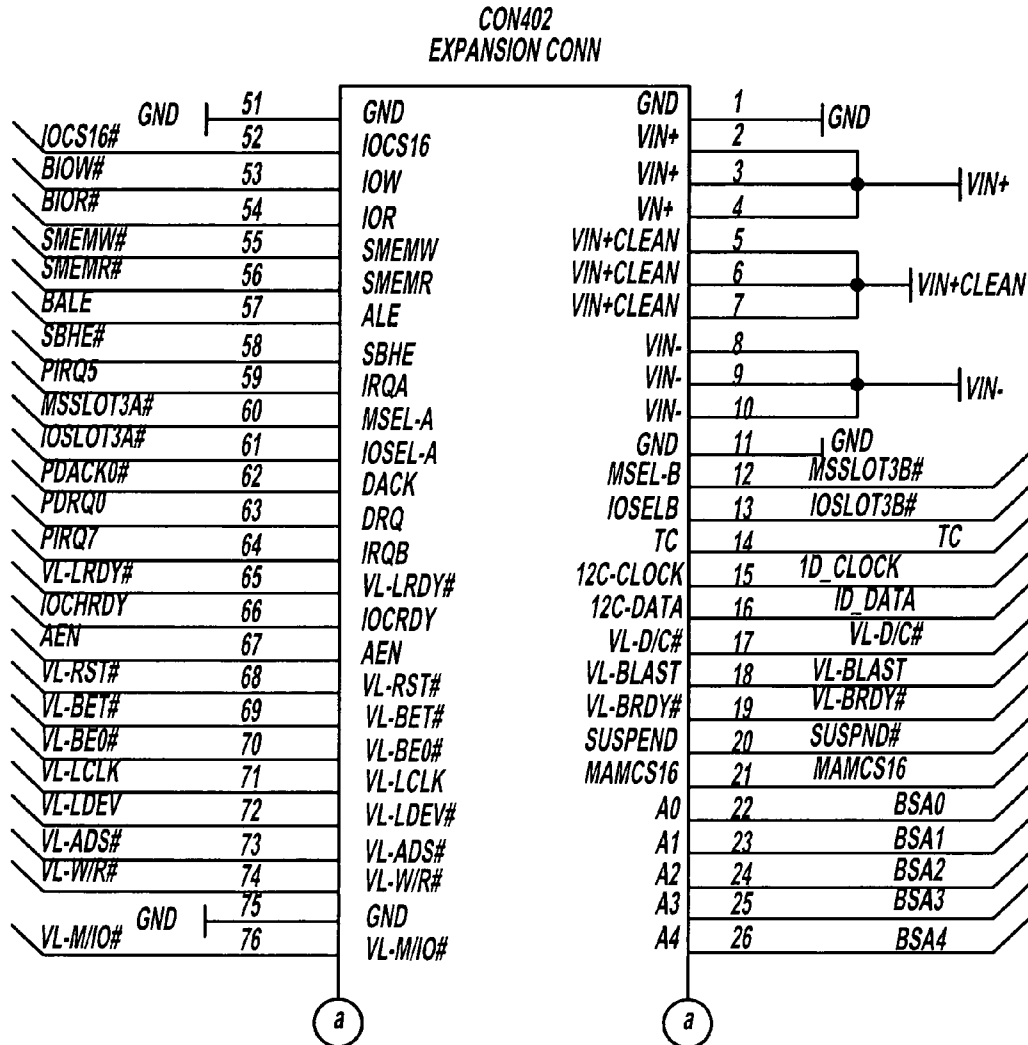 CON402
EXPANSION CONN
GND 51 GND GND 1 GND
IOCS16# 52 IOCS16 VIN+ 2
BIOW# 53 IOW VIN+ 3 VIN+
BIOR# 54 IOR VN+ 4
SMEMW# 55 SMEMW VIN+CLEAN 5
SMEMR# 56 SMEMR VIN+CLEAN 6 VIN+CLEAN
BALE 57 ALE VIN+CLEAN 7
SBHE# 58 SBHE VIN- 8
PIRQ5 59 IRQA VIN- 9 VIN-
MSSLOT3A# 60 MSEL-A VIN- 10
IOSLOT3A# 61 IOSEL-A GND 11 GND
PDACK0# 62 DACK MSEL-B 12 MSSLOT3B#
PDRQ0 63 DRQ IOSELB 13 IOSLOT3B#
PIRQ7 64 IRQB TC 14 TC
VL-LRDY# 65 VL-LRDY# 12C-CLOCK 15 1D_CLOCK
IOCHRDY 66 IOCRDY 12C-DATA 16 ID_DATA
AEN 67 AEN VL-D/C# 17 VL-D/C#
VL-RST# 68 VL-RST# VL-BLAST 18 VL-BLAST
VL-BET# 69 VL-BET# VL-BRDY# 19 VL-BRDY#
VL-BE0# 70 VL-BE0# SUSPEND 20 SUSPND#
VL-LCLK 71 VL-LCLK MAMCS16 21 MAMCS16
VL-LDEV 72 VL-LDEV# A0 22 BSA0
VL-ADS# 73 VL-ADS# A1 23 BSA1
VL-W/R# 74 VL-W/R# A2 24 BSA2
GND 75 GND A3 25 BSA3
VL-M/IO# 76 VL-M/IO# A4 26 BSA4
a a